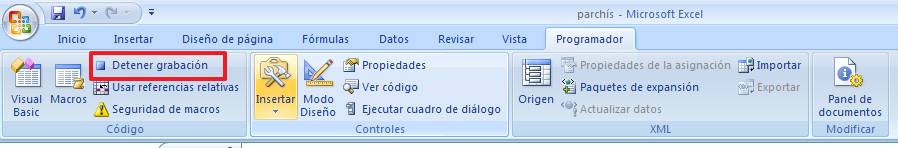 parchís - Microsoft Excel
Inicio Insertar Diseño de página Fórmulas Datos Revisar Vista Programador
Visual Basic
Macros
Detener grabación
Usar referencias relativas
Seguridad de macros
Código
Insertar
Modo Diseño
Propiedades
Ver código
Ejecutar cuadro de diálogo
Controles
Origen
Propiedades de la asignación
Paquetes de expansión
Actualizar datos
Importar
Exportar
XML
Panel de documentos
Modificar